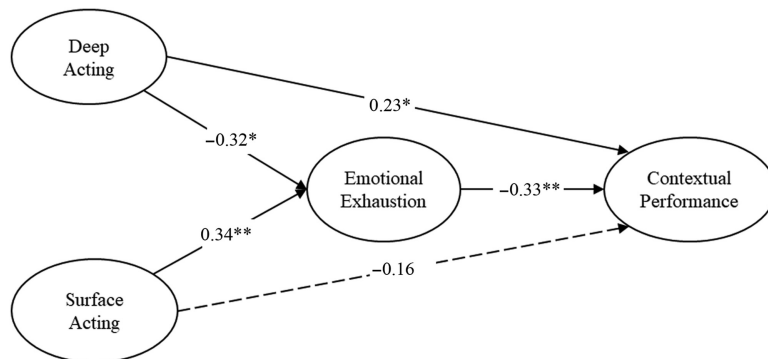 Deep
Acting
0.23*
−0.32*
Emotional
Exhaustion
−0.33**
Contextual
Performance
0.34**
−0.16
Surface
Acting